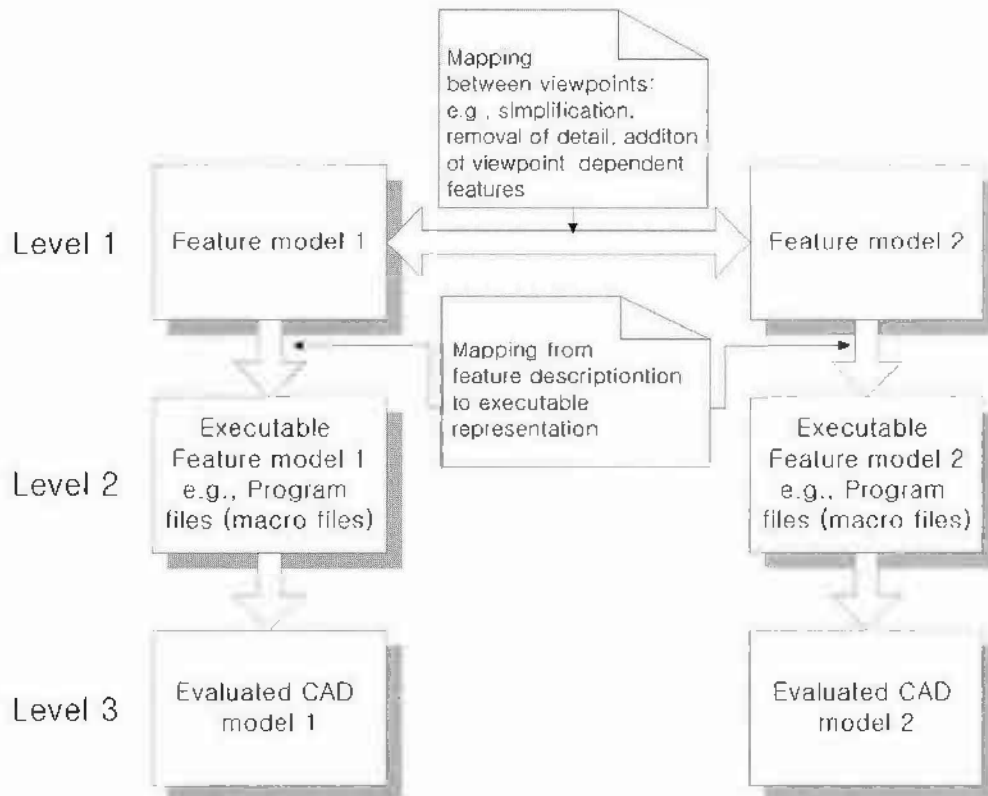 Mapping
between viewpoints:
e.g., simplification,
removal of detail, additon
of viewpoint dependent
features
Level 1
Feature model 1
Feature model 2
Mapping from
feature descriptiontion
to executable
representation
Level 2
Executable
Feature model 1
e.g., Program
files (macro files)
Executable
Feature model 2
e.g., Program
files (macro files)
Level 3
Evaluated CAD
model 1
Evaluated CAD
model 2